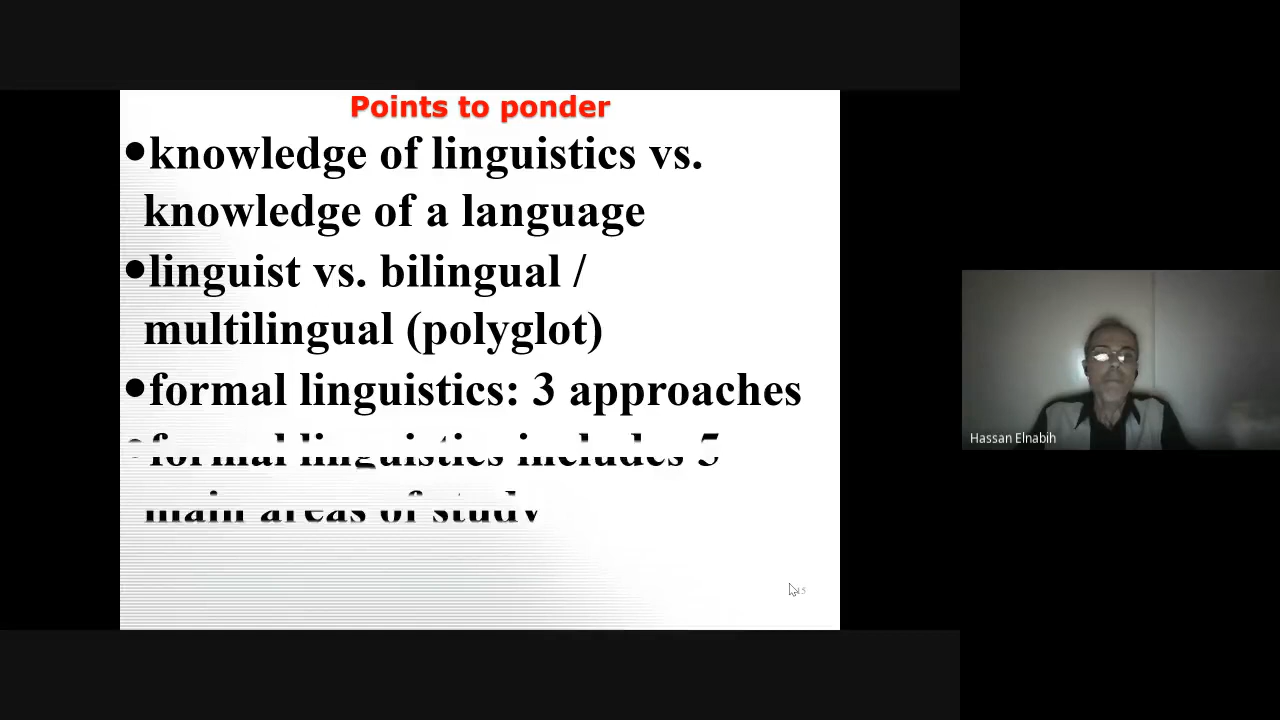 Points to ponder
•knowledge of linguistics vs.
knowledge of a language
•linguist vs. bilingual /
multilingual (polyglot)
•formal linguistics: 3 approaches
•formal linguistics includes 5
main areas of study
15
Hassan Elnabih